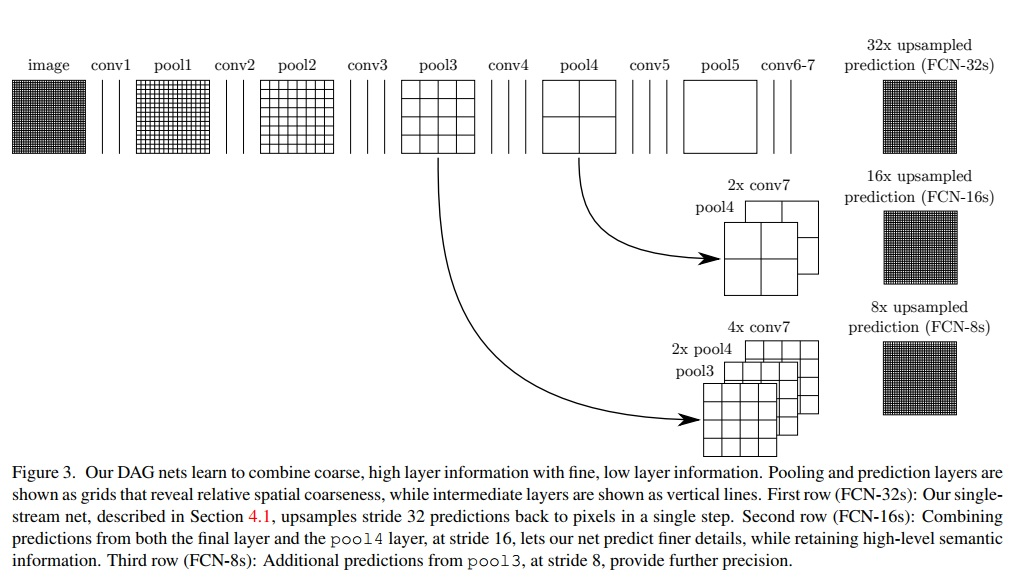 32x upsampled
image conv1 pool1 conv2 pool2 conv3 pool3 conv4 pool4 conv5 pool5 conv6-7 prediction (FCN-32s)
16x upsampled
2x conv7 prediction (FCN-16s)
pool4
8x upsampled
4x conv7 prediction (FCN-8s)
2x pool4
pool3
Figure 3. Our DAG nets learn to combine coarse, high layer information with fine, low layer information. Pooling and prediction layers are
shown as grids that reveal relative spatial coarseness, while intermediate layers are shown as vertical lines. First row (FCN-32s): Our single-
stream net, described in Section 4.1, upsamples stride 32 predictions back to pixels in a single step. Second row (FCN-16s): Combining
predictions from both the final layer and the pool4 layer, at stride 16, lets our net predict finer details, while retaining high-level semantic
information. Third row (FCN-8s): Additional predictions from pool3, at stride 8, provide further precision.